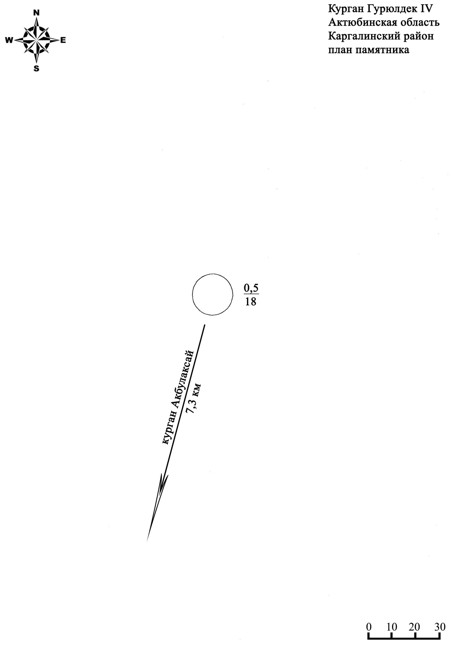 N
W E
S
Курган Гурюлдек IV
Актюбинская область
Каргалинский район
план памятника
0,5
18
курган Акбулаксай
7,3 км
0 10 20 30